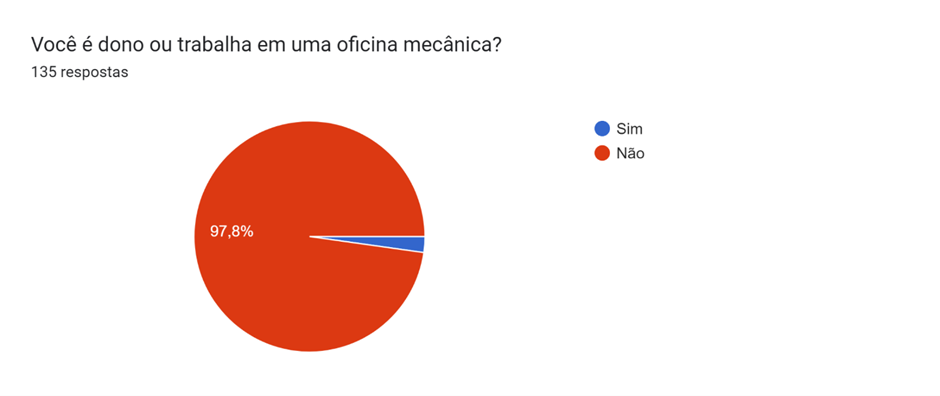 Você é dono ou trabalha em uma oficina mecânica?
135 respostas
Sim
Não
97,8%